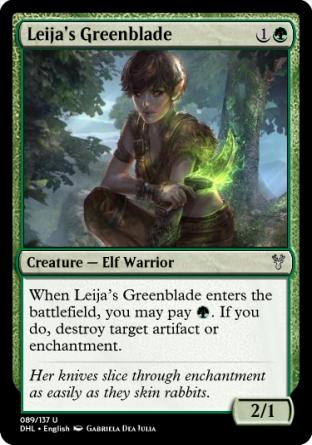 Leija's Greenblade 1
Creature — Elf Warrior
When Leija's Greenblade enters the
battlefield, you may pay . If you
do, destroy target artifact or
enchantment.
Her knives slice through enchantment
as easily as they skin rabbits.
2/1
089/137 U
DHL • English Gabriela Dea Iulia